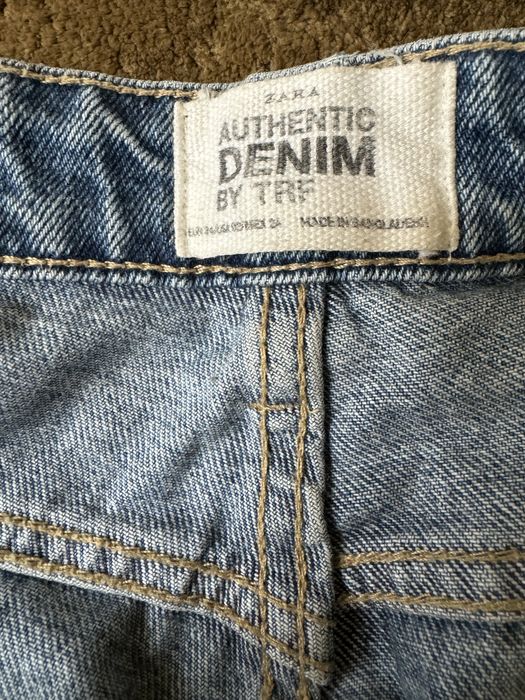 ZARA
AUTHENTIC
DENIM
BY TRF
MADE IN BANGLADESH